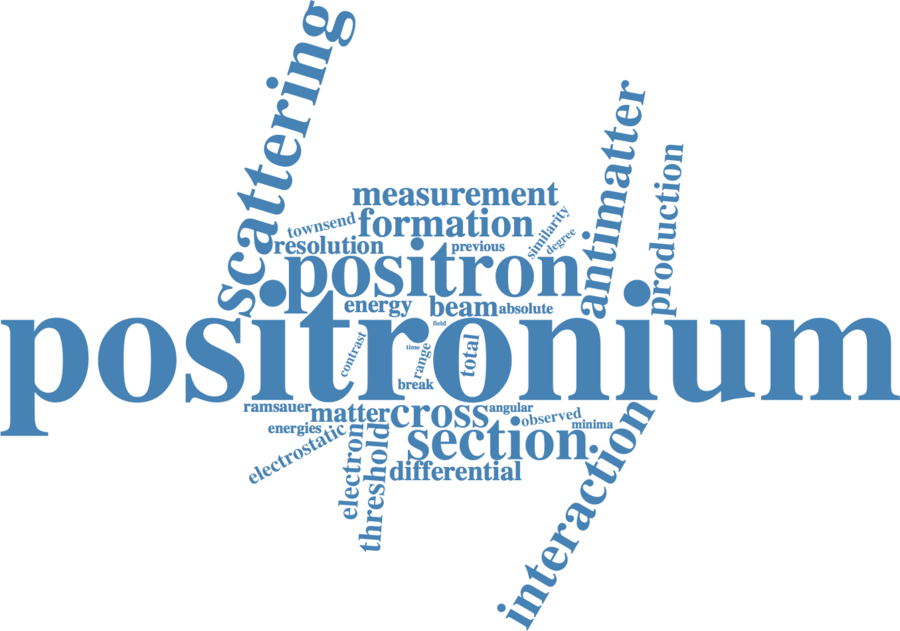 scattering
antimatter
production
measurement
townsend formation similarity
resolution previous degree
positron
energy beam absolute
field
positronium
contrast time range total
break
ramsauer matter cross angular observed
energies section minima
electrostatic electron threshold differential
interaction